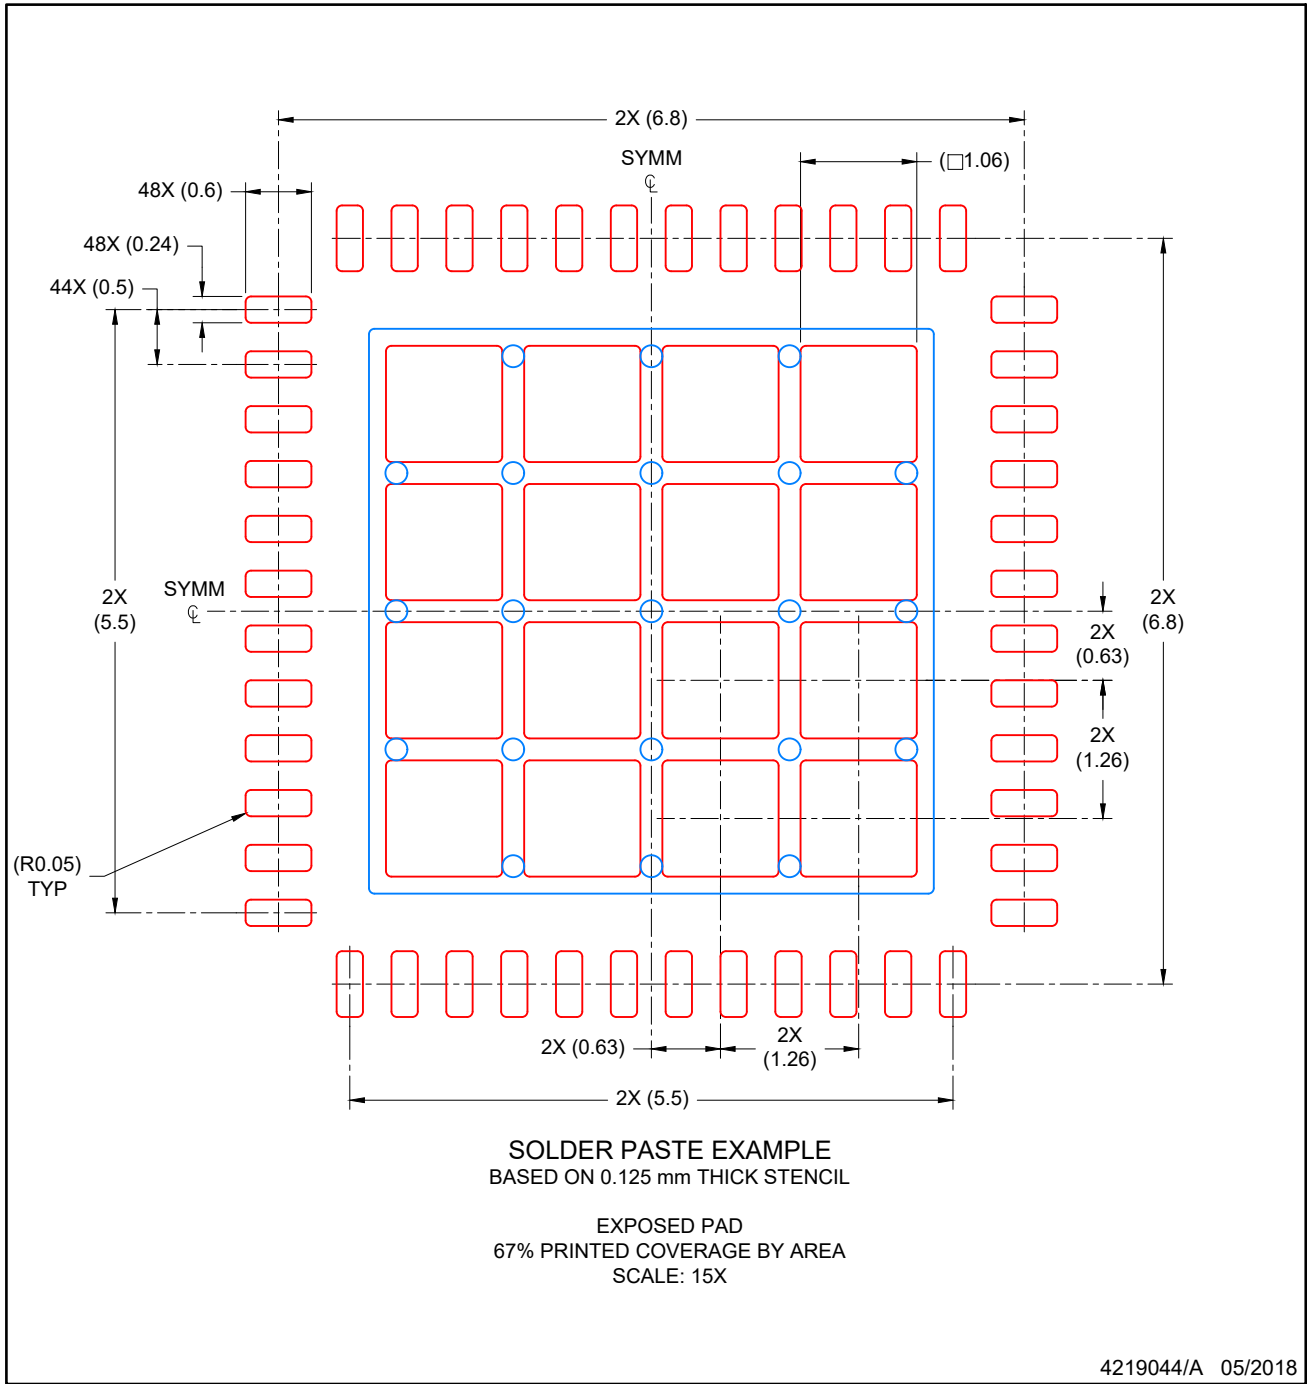 2X (6.8)
SYMM
℄
(□1.06)
48X (0.6)
48X (0.24)
44X (0.5)
SYMM
℄
2X
(5.5)
2X
(6.8)
2X
(0.63)
2X
(1.26)
(R0.05)
TYP
2X (0.63)
2X
(1.26)
2X (5.5)
SOLDER PASTE EXAMPLE
BASED ON 0.125 mm THICK STENCIL
EXPOSED PAD
67% PRINTED COVERAGE BY AREA
SCALE: 15X
4219044/A 05/2018